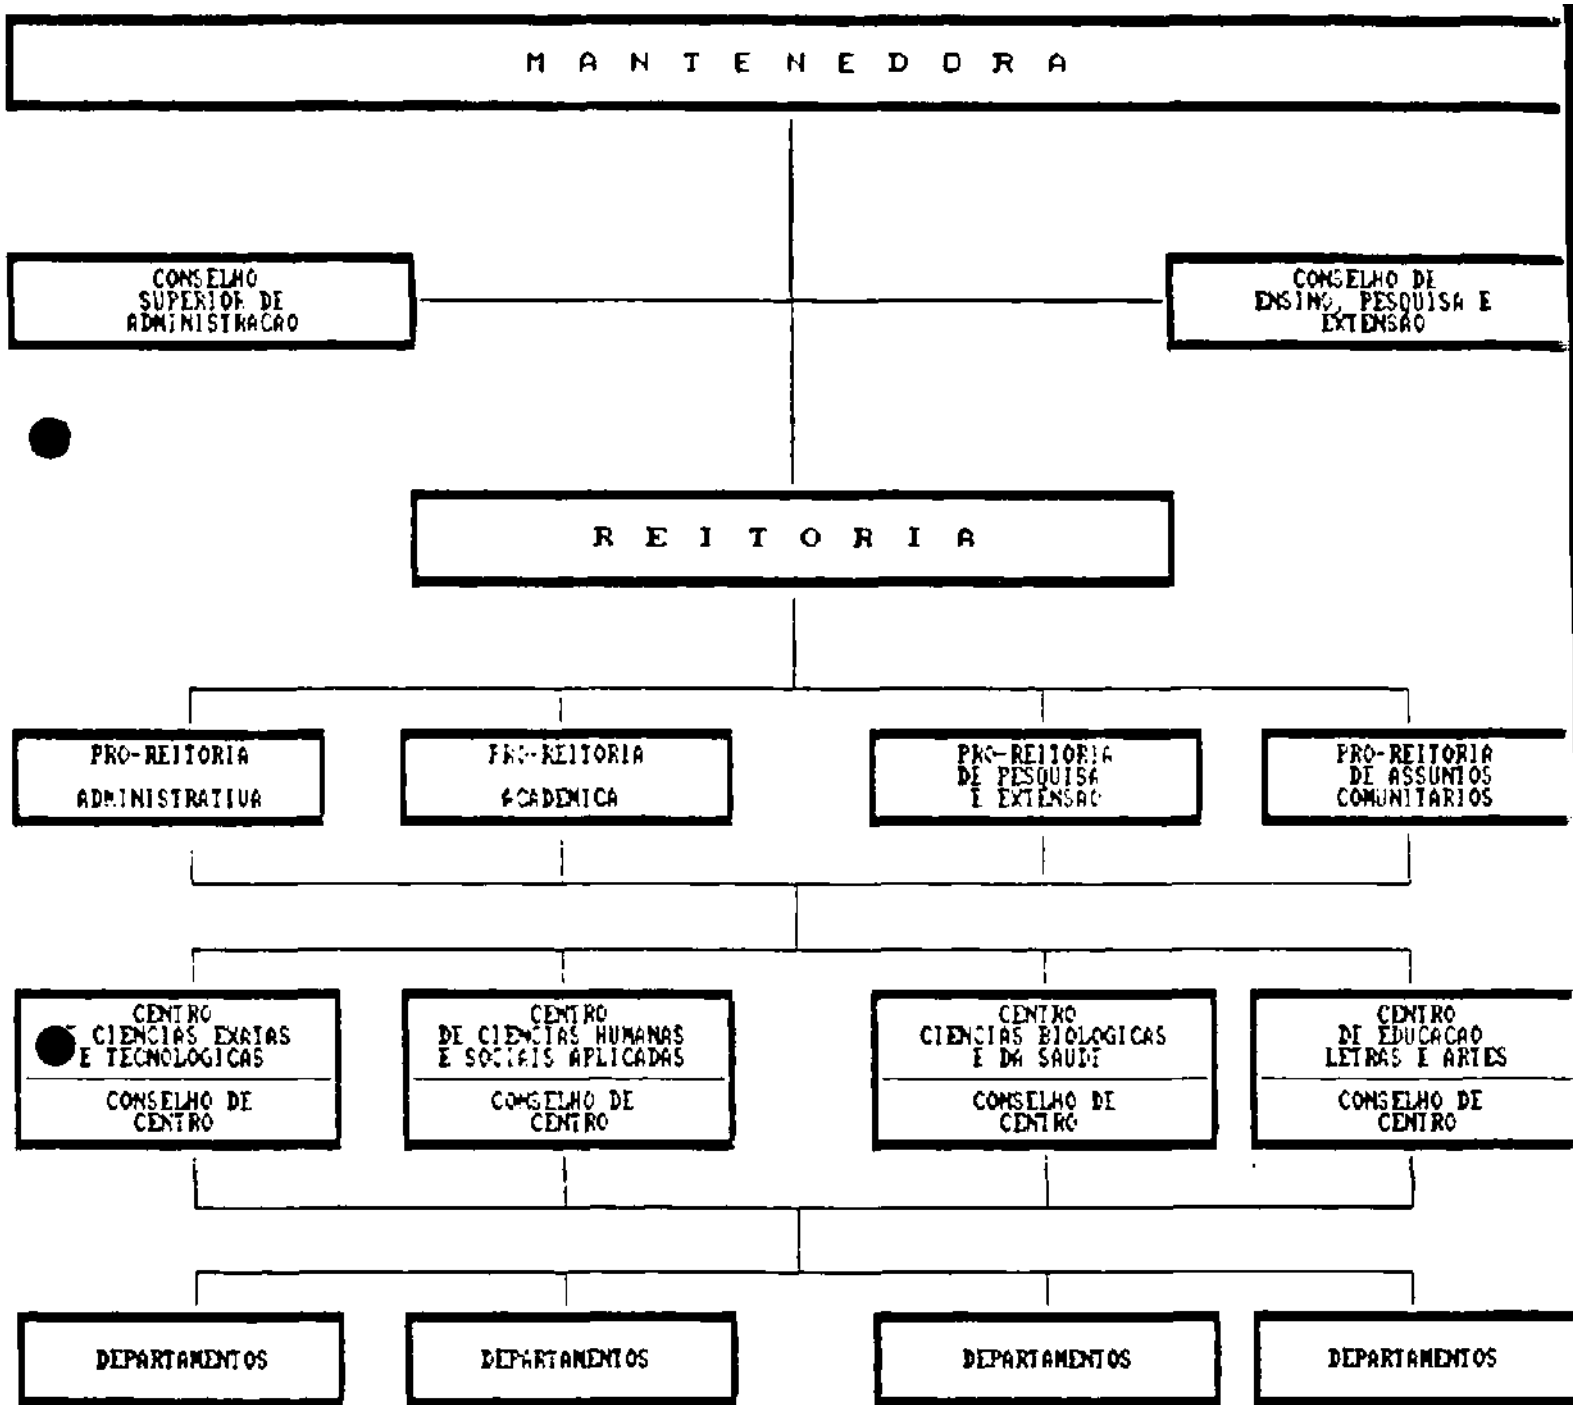 M A N T E N E D O R A
CONSELHO
SUPERIOR DE
ADMINISTRACAO
CONSELHO DE
ENSINO, PESQUISA E
EXTENSAO
R E I T O R I A
PRO-REITORIA
ADMINISTRATIVA
PRO-REITORIA
ACADEMICA
PRO-REITORIA
DE PESQUISA
E EXTENSAO
PRO-REITORIA
DE ASSUNTOS
COMUNITARIOS
CENTRO
CIENCIAS EXATAS
E TECNOLOGICAS
CONSELHO DE
CENTRO
CENTRO
DE CIENCIAS HUMANAS
E SOCIAIS APLICADAS
CONSELHO DE
CENTRO
CENTRO
CIENCIAS BIOLOGICAS
E DA SAUDE
CONSELHO DE
CENTRO
CENTRO
DE EDUCACAO
LETRAS E ARTES
CONSELHO DE
CENTRO
DEPARTAMENTOS
DEPARTAMENTOS
DEPARTAMENTOS
DEPARTAMENTOS